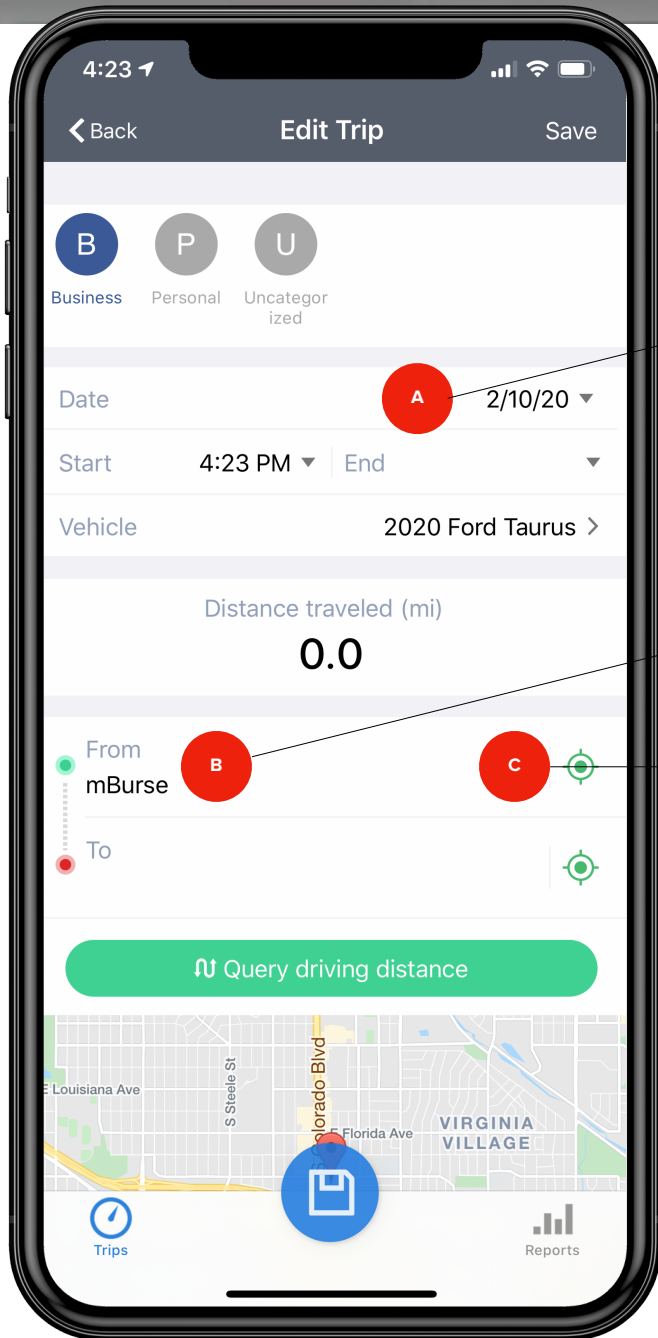 4:23
Back
Edit Trip
Save
B
P
U
Business
Personal
Uncategor
ized
Date
A
2/10/20
Start
4:23 PM
End
Vehicle
2020 Ford Taurus
Distance traveled (mi)
0.0
From
B
C
mBurse
To
Query driving distance
E Louisiana Ave
S Steele St
S Colorado Blvd
E Florida Ave
VIRGINIA
VILLAGE
Trips
Reports